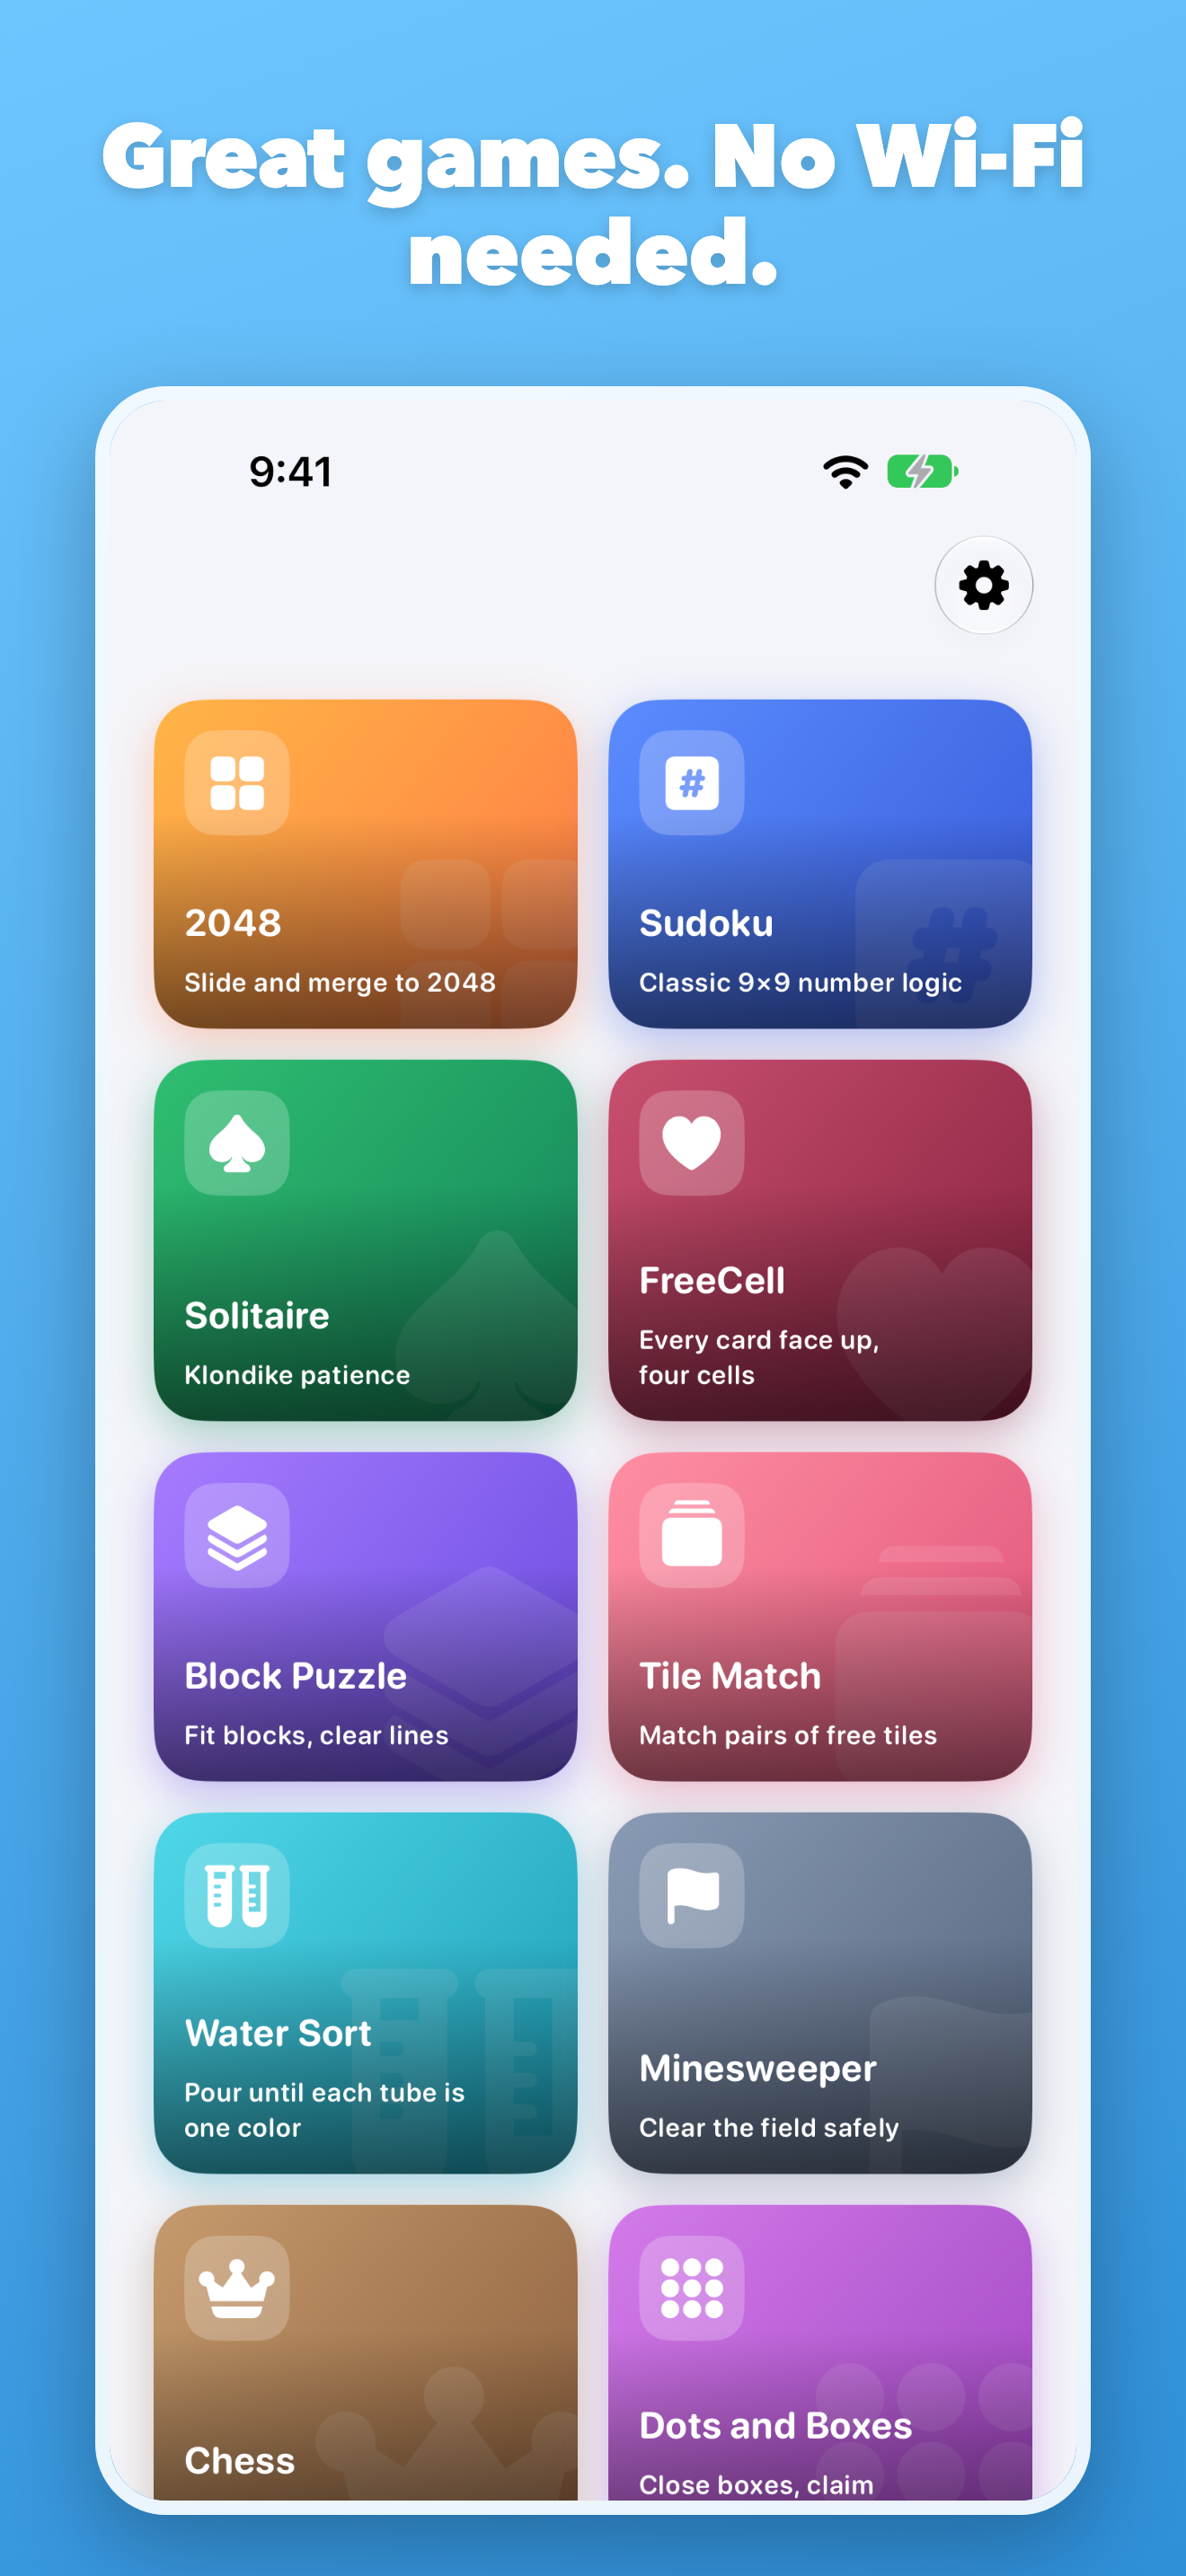 Great games. No Wi-Fi
needed.
9:41
2048
Slide and merge to 2048
#
Sudoku
Classic 9×9 number logic
Solitaire
Klondike patience
FreeCell
Every card face up,
four cells
Block Puzzle
Fit blocks, clear lines
Tile Match
Match pairs of free tiles
Water Sort
Pour until each tube is
one color
Minesweeper
Clear the field safely
Chess
Dots and Boxes
Close boxes, claim